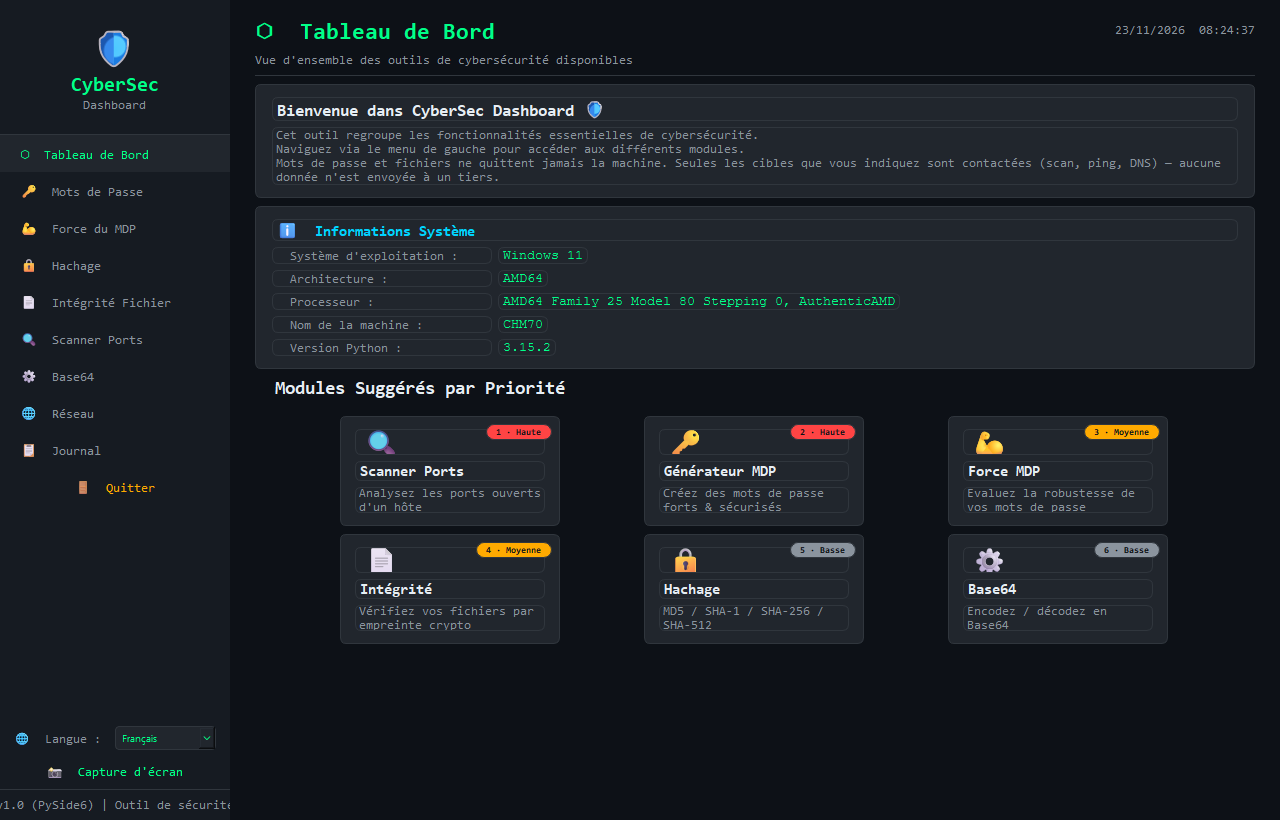 CyberSec
Dashboard
Tableau de Bord
Mots de Passe
Force du MDP
Hachage
Intégrité Fichier
Scanner Ports
Base64
Réseau
Journal
Quitter
Langue :
Français
Capture d'écran
v1.0 (PySide6) | Outil de sécurité
Tableau de Bord
23/11/2026 08:24:37
Vue d'ensemble des outils de cybersécurité disponibles
Bienvenue dans CyberSec Dashboard
Cet outil regroupe les fonctionnalités essentielles de cybersécurité.
Naviguez via le menu de gauche pour accéder aux différents modules.
Mots de passe et fichiers ne quittent jamais la machine. Seules les cibles que vous indiquez sont contactées (scan, ping, DNS) — aucune
donnée n'est envoyée à un tiers.
Informations Système
Système d'exploitation : Windows 11
Architecture : AMD64
Processeur : AMD64 Family 25 Model 80 Stepping 0, AuthenticAMD
Nom de la machine : CHM70
Version Python : 3.15.2
Modules Suggérés par Priorité
1 · Haute
Scanner Ports
Analysez les ports ouverts
d'un hôte
2 · Haute
Générateur MDP
Créez des mots de passe
forts & sécurisés
3 · Moyenne
Force MDP
Evaluez la robustesse de
vos mots de passe
4 · Moyenne
Intégrité
Vérifiez vos fichiers par
empreinte crypto
5 · Basse
Hachage
MD5 / SHA-1 / SHA-256 /
SHA-512
6 · Basse
Base64
Encodez / décodez en
Base64